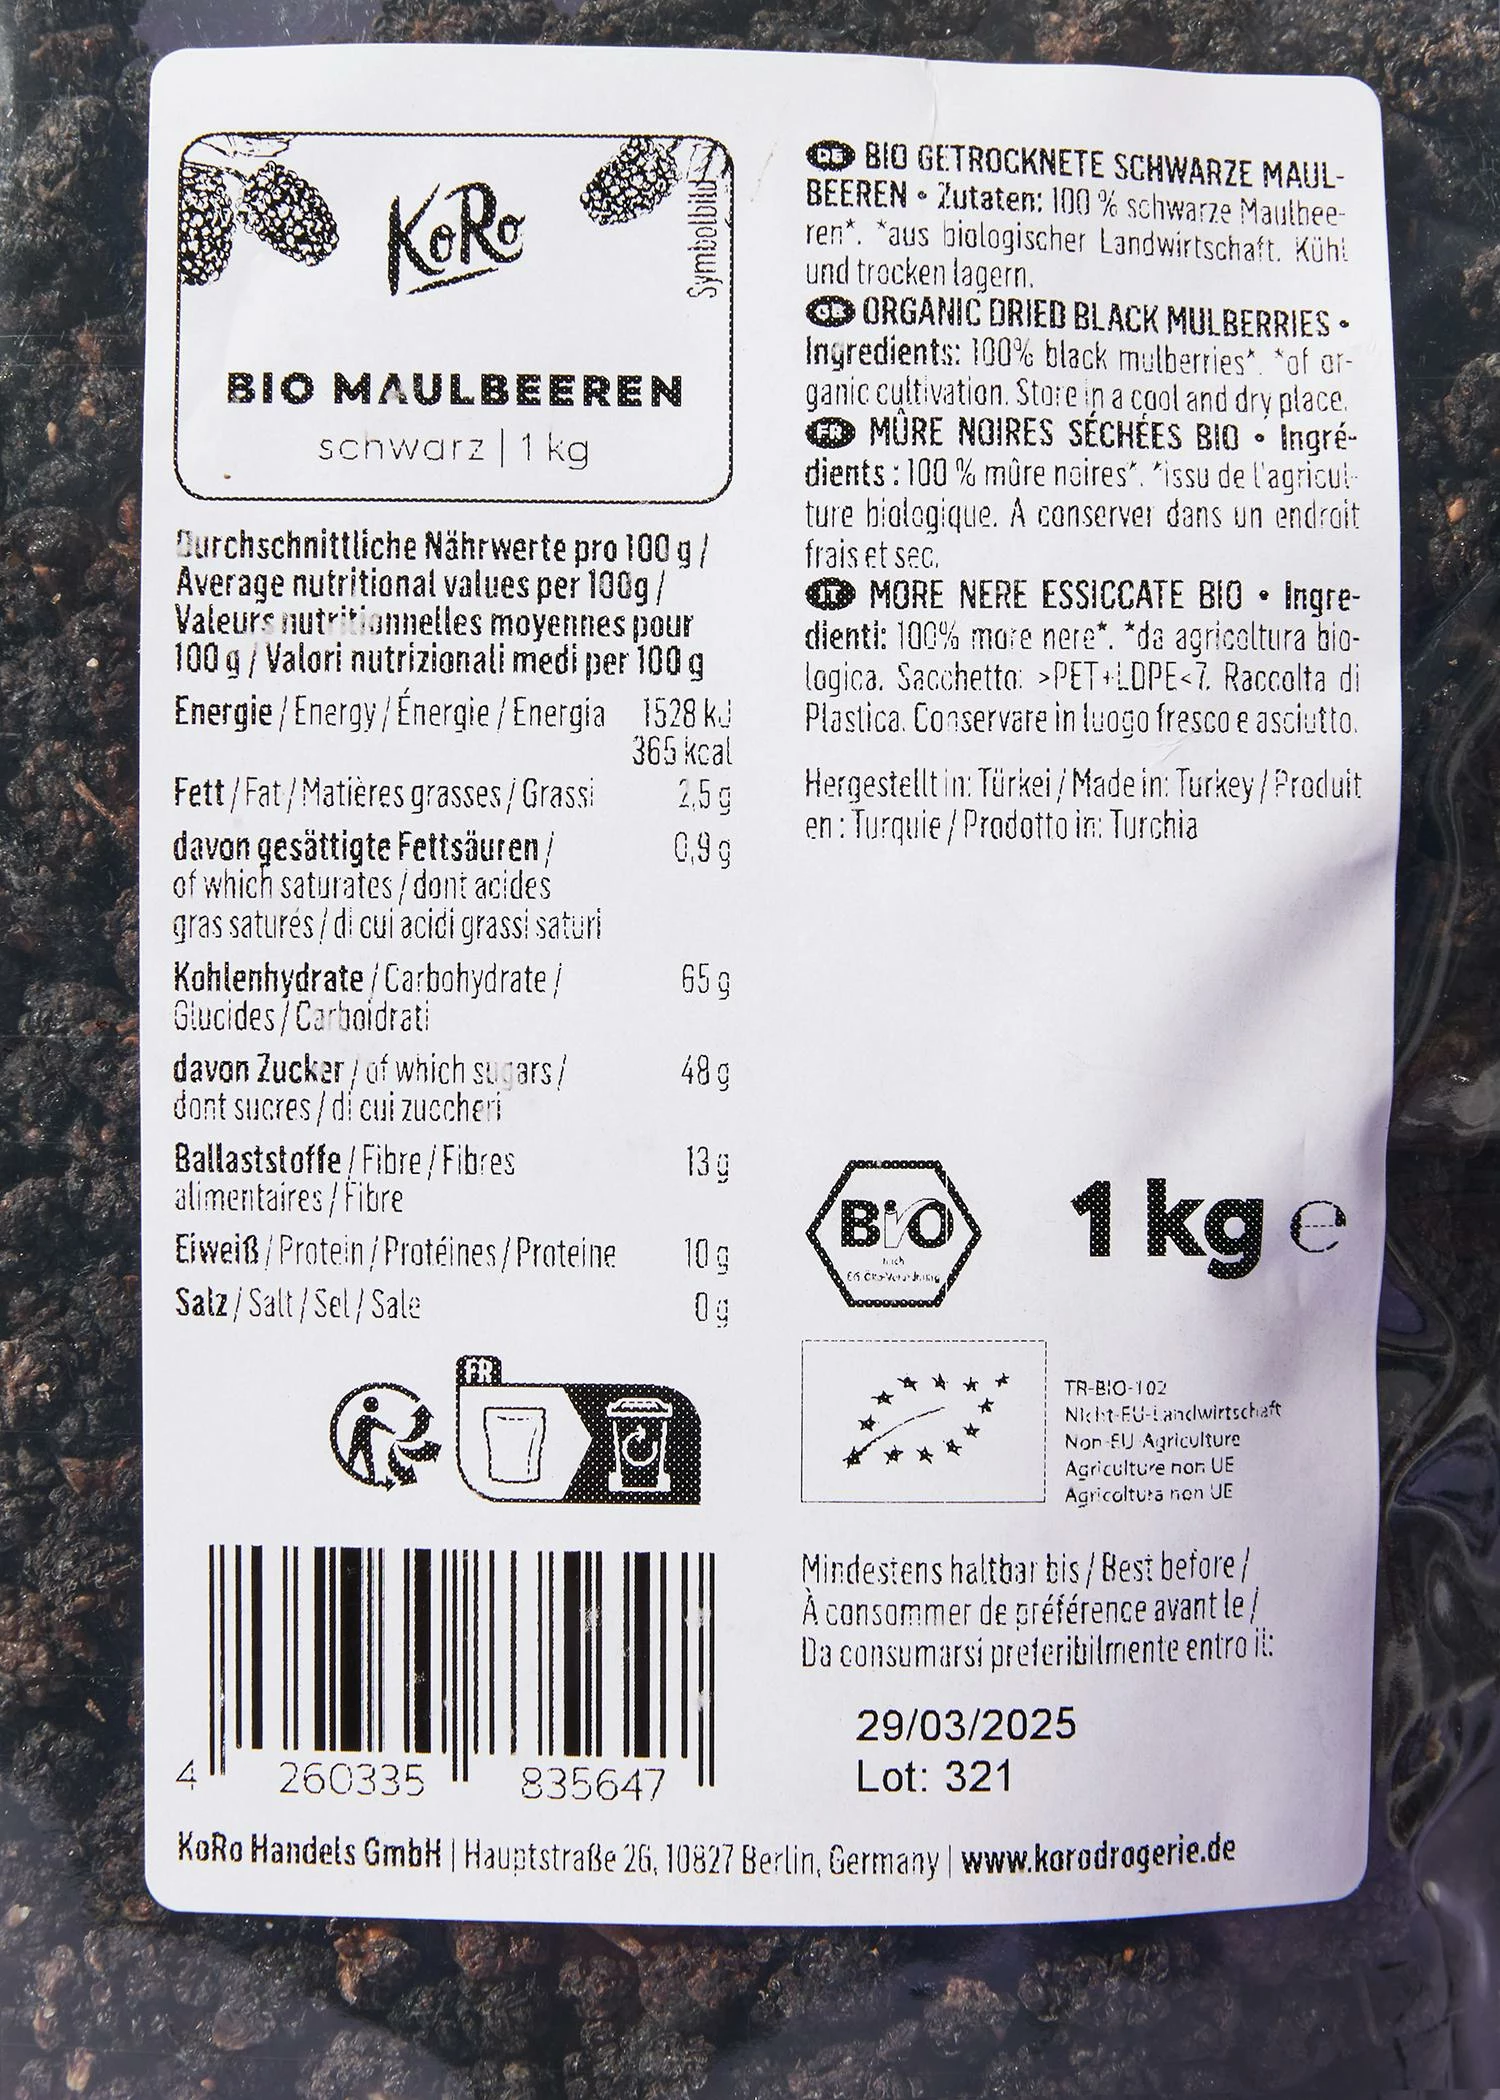 KoRo
Symbolbild
BIO MAULBEEREN
schwarz | 1 kg
Durchschnittliche Nährwerte pro 100 g /
Average nutritional values per 100g /
Valeurs nutritionnelles moyennes pour
100 g / Valori nutrizionali medi per 100 g
Energie / Energy / Énergie / Energia 1528 kJ
365 kcal
Fett / Fat / Matières grasses / Grassi 2,5 g
davon gesättigte Fettsäuren / 0,9 g
of which saturates / dont acides
gras saturés / di cui acidi grassi saturi
Kohlenhydrate / Carbohydrate / 65 g
Glucides / Carboidrati
davon Zucker / of which sugars / 48 g
dont sucres / di cui zuccheri
Ballaststoffe / Fibre / Fibres 13 g
alimentaires / Fibre
Eiweiß / Protein / Protéines / Proteine 10 g
Salz / Salt / Sel / Sale 0 g
FR
4 260335 835647
DE BIO GETROCKNETE SCHWARZE MAUL-
BEEREN • Zutaten: 100 % schwarze Maulbee-
ren*. *aus biologischer Landwirtschaft. Kühl
und trocken lagern.
GB ORGANIC DRIED BLACK MULBERRIES •
Ingredients: 100% black mulberries*. *of or-
ganic cultivation. Store in a cool and dry place.
FR MÛRE NOIRES SÉCHÉES BIO • Ingré-
dients : 100 % mûre noires*. *issu de l'agricul-
ture biologique. À conserver dans un endroit
frais et sec.
IT MORE NERE ESSICCATE BIO • Ingre-
dienti: 100% more nere*. *da agricoltura bio-
logica. Sacchetto: >PET+LDPE<7. Raccolta di
Plastica. Conservare in luogo fresco e asciutto.
Hergestellt in: Türkei / Made in: Turkey / Produit
en : Turquie / Prodotto in: Turchia
Bio
nach
EG-Öko-Verordnung
1 kg e
TR-BIO-102
Nicht-EU-Landwirtschaft
Non-EU Agriculture
Agriculture non UE
Agricoltura non UE
Mindestens haltbar bis / Best before /
À consommer de préférence avant le /
Da consumarsi preferibilmente entro il:
29/03/2025
Lot: 321
KoRo Handels GmbH | Hauptstraße 26, 10827 Berlin, Germany | www.korodrogerie.de